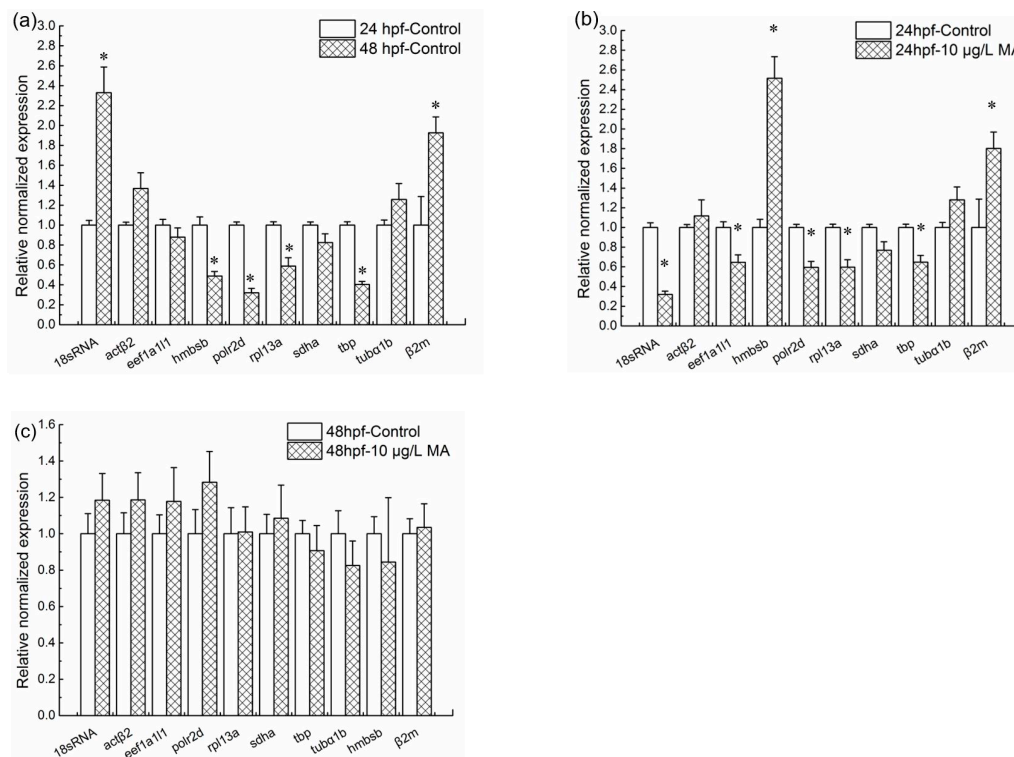 (a)
24 hpf-Control
48 hpf-Control
Relative normalized expression
3.0
2.8
2.6
2.4
2.2
2.0
1.8
1.6
1.4
1.2
1.0
0.8
0.6
0.4
0.2
0.0
* * * * * *
18sRNA actβ2 eef1a1l1 hmbsb polr2d rpl13a sdha tbp tubα1b β2m
(b)
24hpf-Control
24hpf-10 µg/L MA
Relative normalized expression
3.0
2.8
2.6
2.4
2.2
2.0
1.8
1.6
1.4
1.2
1.0
0.8
0.6
0.4
0.2
0.0
* * * * * * *
18sRNA actβ2 eef1a1l1 hmbsb polr2d rpl13a sdha tbp tubα1b β2m
(c)
48hpf-Control
48hpf-10 µg/L MA
Relative normalized expression
1.6
1.4
1.2
1.0
0.8
0.6
0.4
0.2
0.0
18sRNA actβ2 eef1a1l1 polr2d rpl13a sdha tbp tubα1b hmbsb β2m